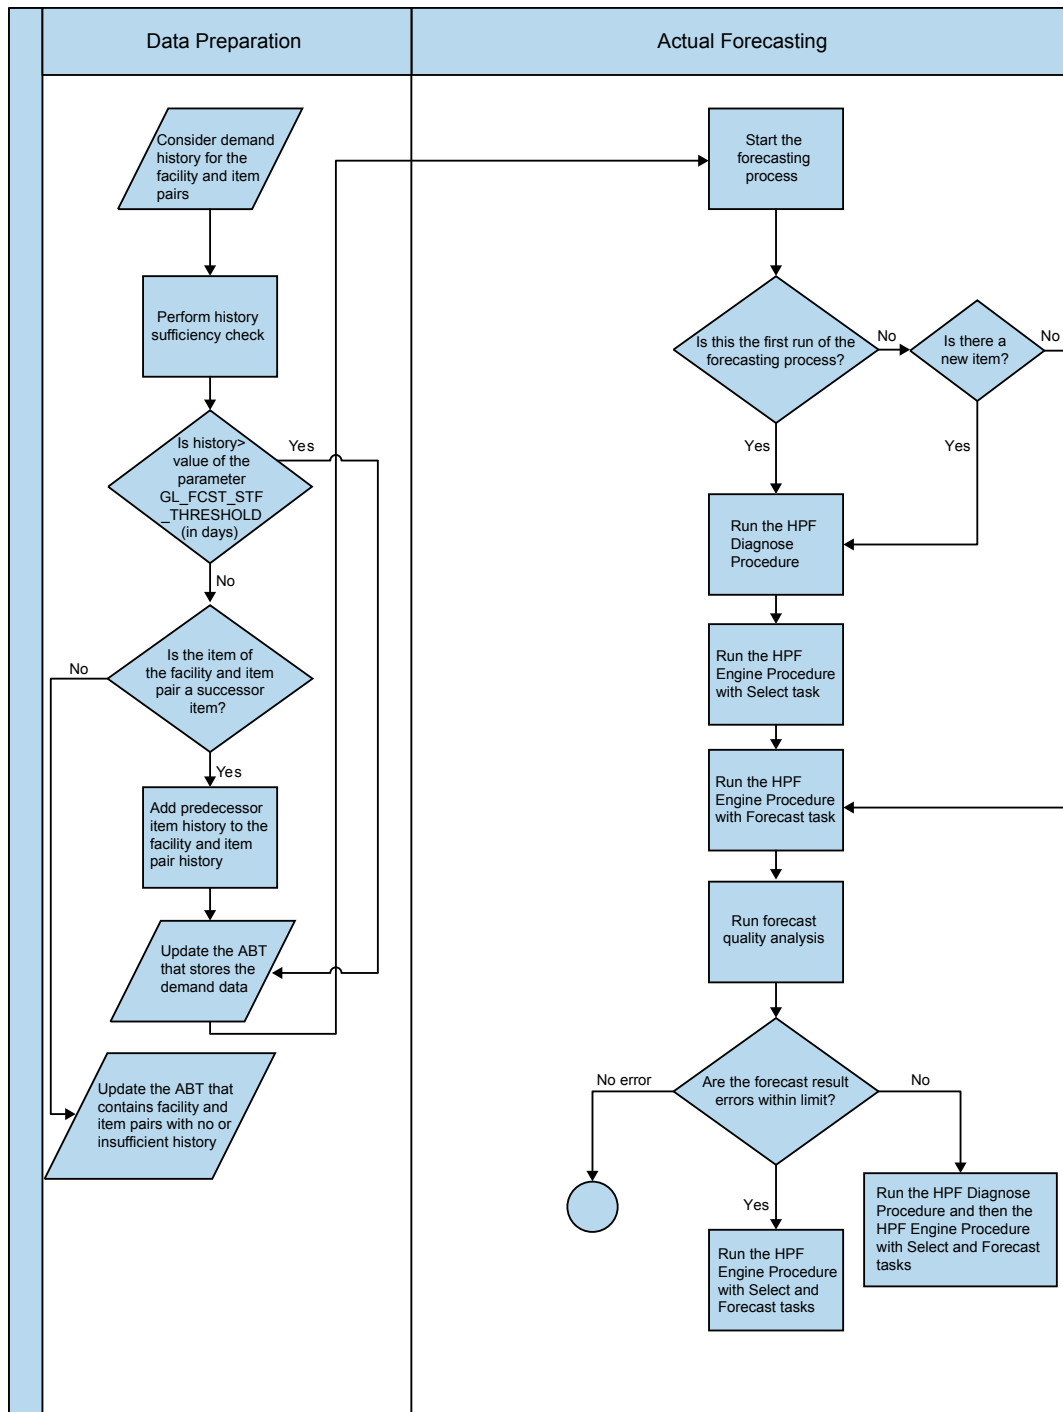 Data Preparation
Actual Forecasting
Consider demand
history for the
facility and item
pairs
Perform history
sufficiency check
Is history>
value of the
parameter
GL_FCST_STF
_THRESHOLD
(in days)
Yes
No
Is the item of
the facility and item
pair a successor
item?
No
Yes
Add predecessor
item history to the
facility and item
pair history
Update the ABT
that stores the
demand data
Update the ABT that
contains facility and
item pairs with no or
insufficient history
Start the
forecasting
process
Is this the first run of the
forecasting process?
No
Is there a
new item?
No
Yes
Yes
Run the HPF
Diagnose
Procedure
Run the HPF
Engine Procedure
with Select task
Run the HPF
Engine Procedure
with Forecast task
Run forecast
quality analysis
Are the forecast result
errors within limit?
No error
No
Yes
Run the HPF
Engine Procedure
with Select and
Forecast tasks
Run the HPF Diagnose
Procedure and then the
HPF Engine Procedure
with Select and Forecast
tasks